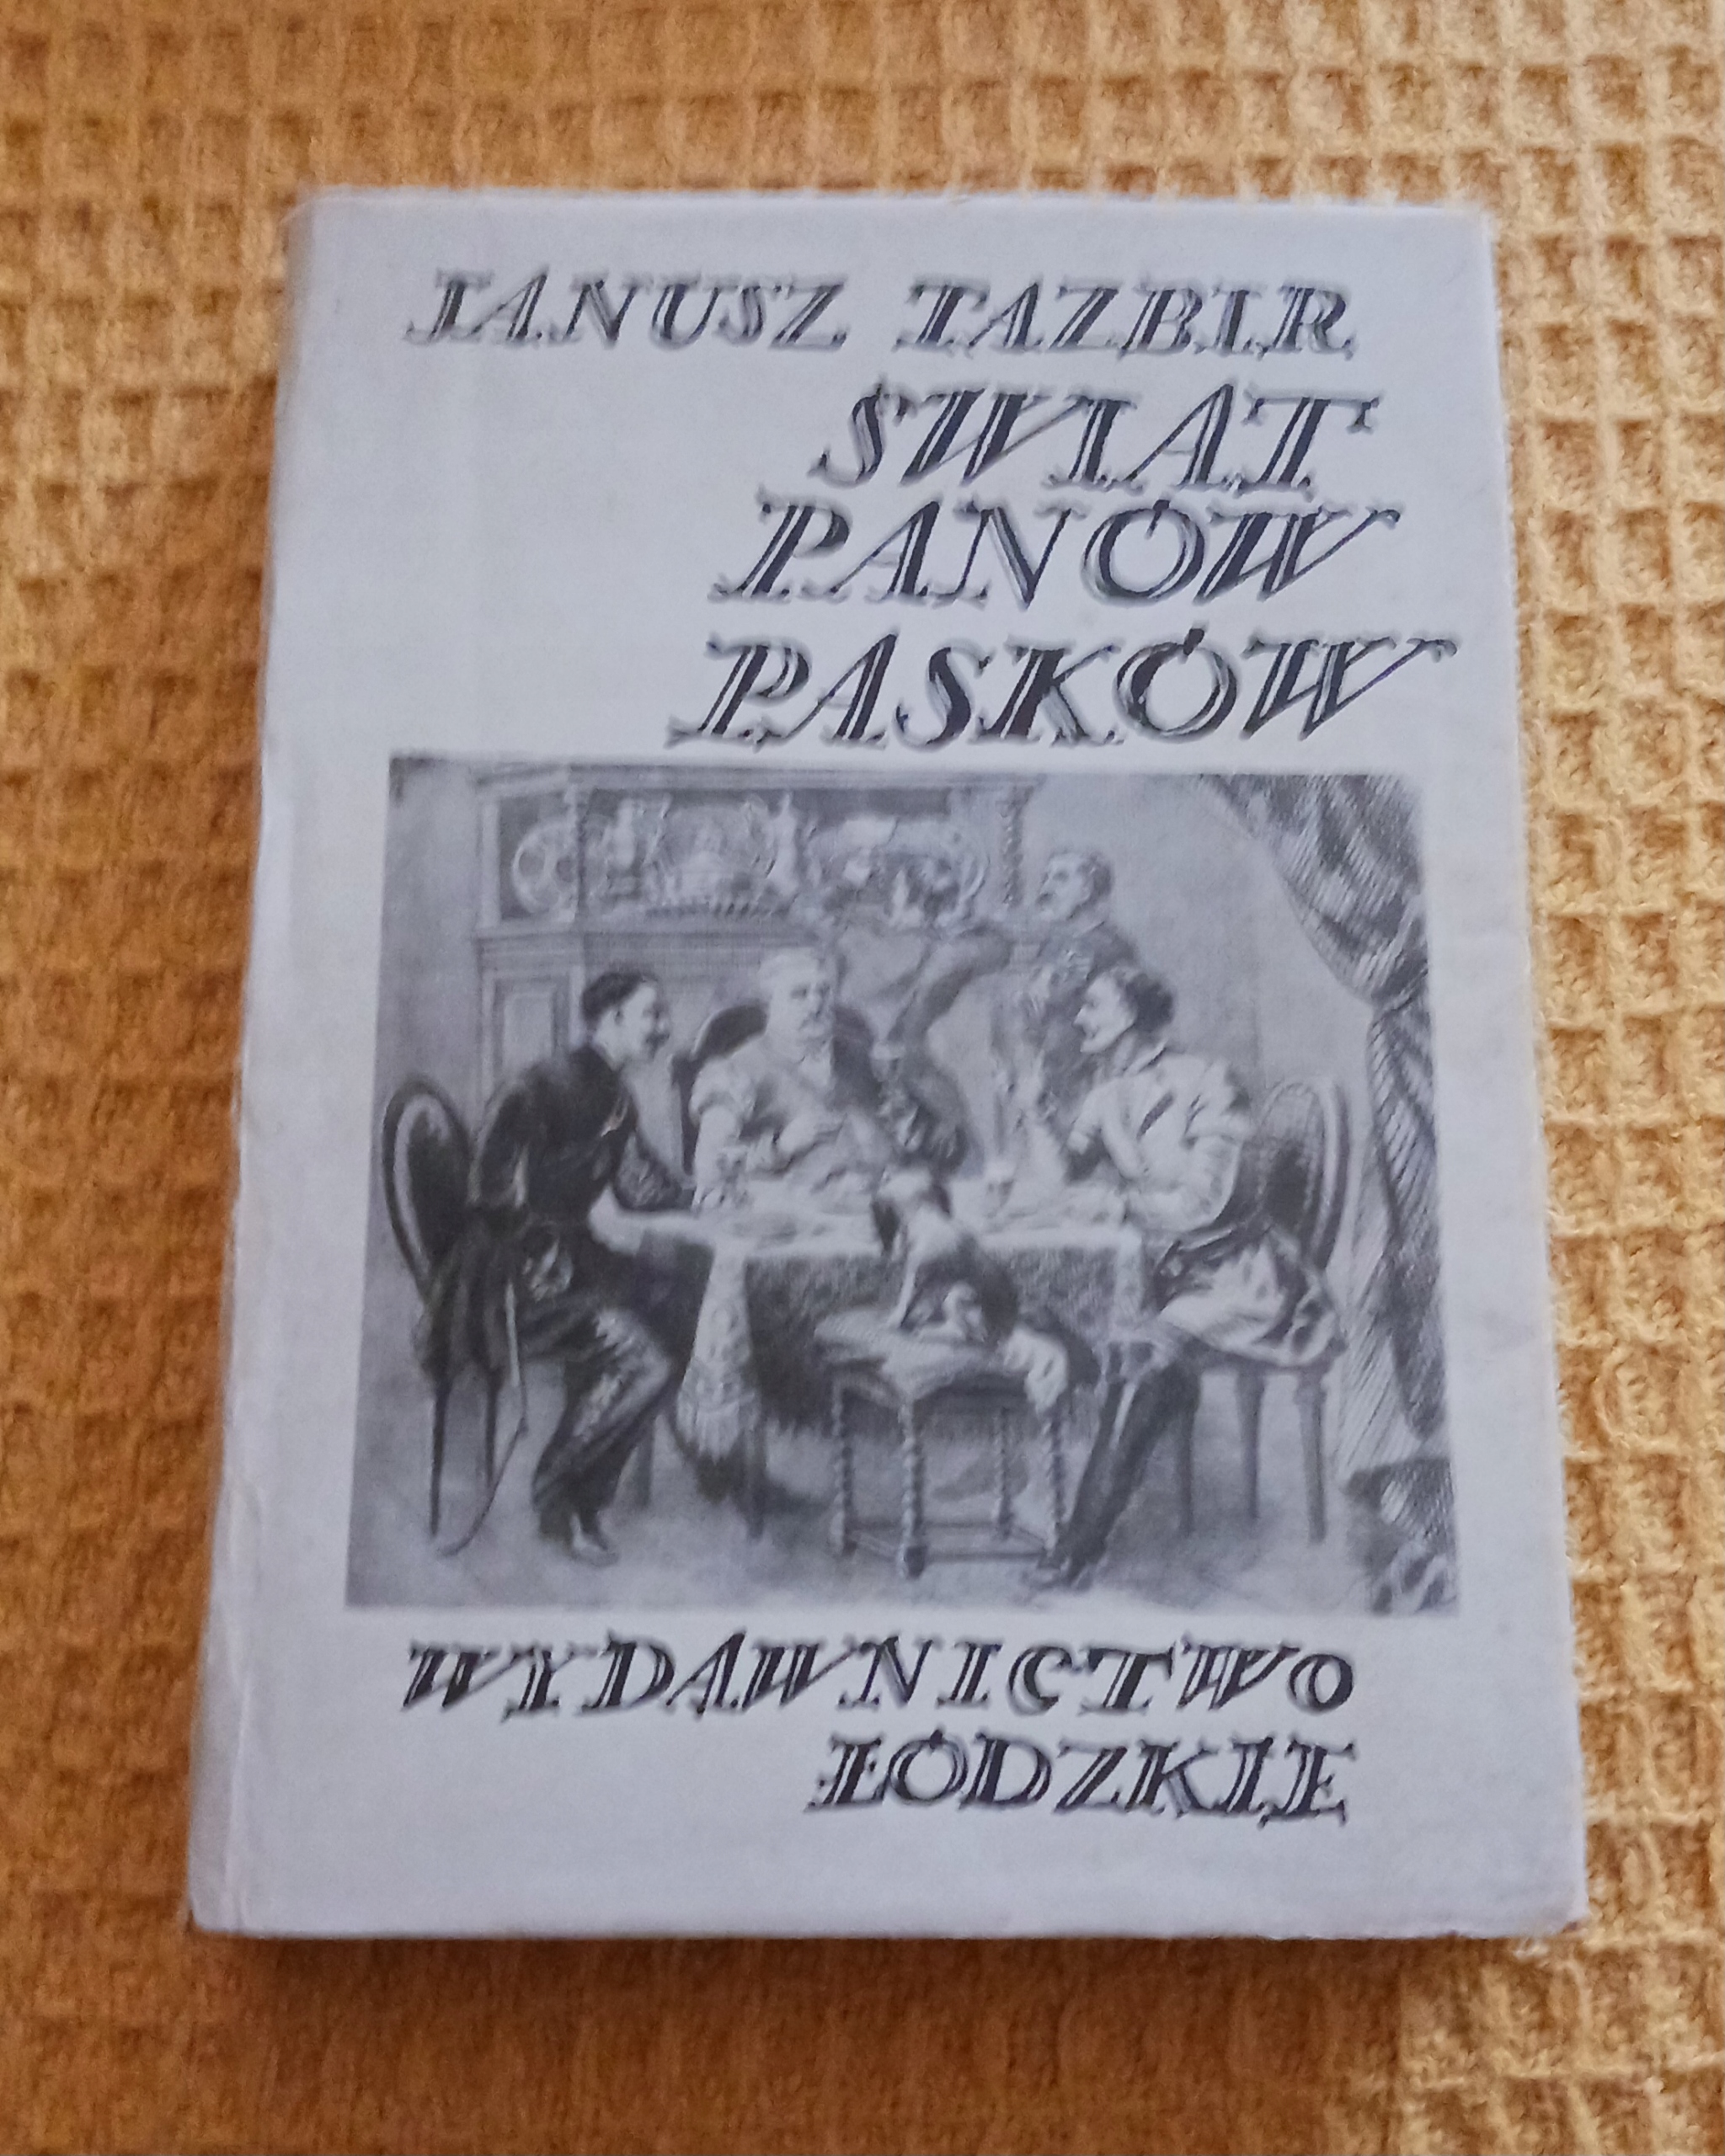 JANUSZ TAZBIR
ŚWIAT
PANÓW
PASKÓW
WYDAWNICTWO
ŁÓDZKIE